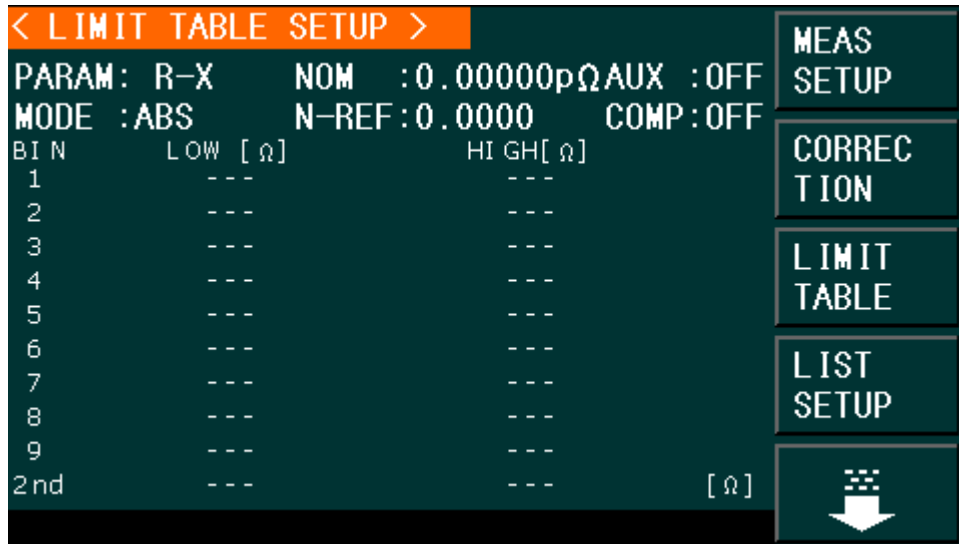 < LIMIT TABLE SETUP >
PARAM: R-X NOM :0.00000pΩ AUX :OFF
MODE :ABS N-REF:0.0000 COMP:OFF
BIN LOW [Ω] HIGH[Ω]
1 --- ---
2 --- ---
3 --- ---
4 --- ---
5 --- ---
6 --- ---
7 --- ---
8 --- ---
9 --- ---
2nd --- --- [Ω]
MEAS
SETUP
CORREC
TION
LIMIT
TABLE
LIST
SETUP